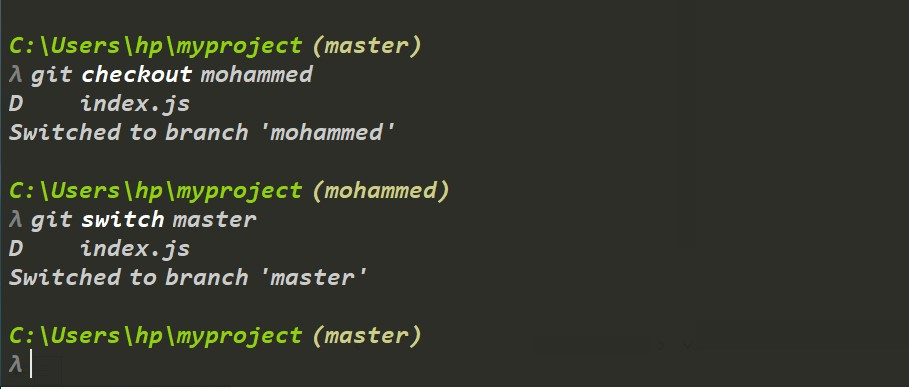 C:\Users\hp\myproject (master)
λ git checkout mohammed
D    index.js
Switched to branch 'mohammed'
C:\Users\hp\myproject (mohammed)
λ git switch master
D    index.js
Switched to branch 'master'
C:\Users\hp\myproject (master)
λ